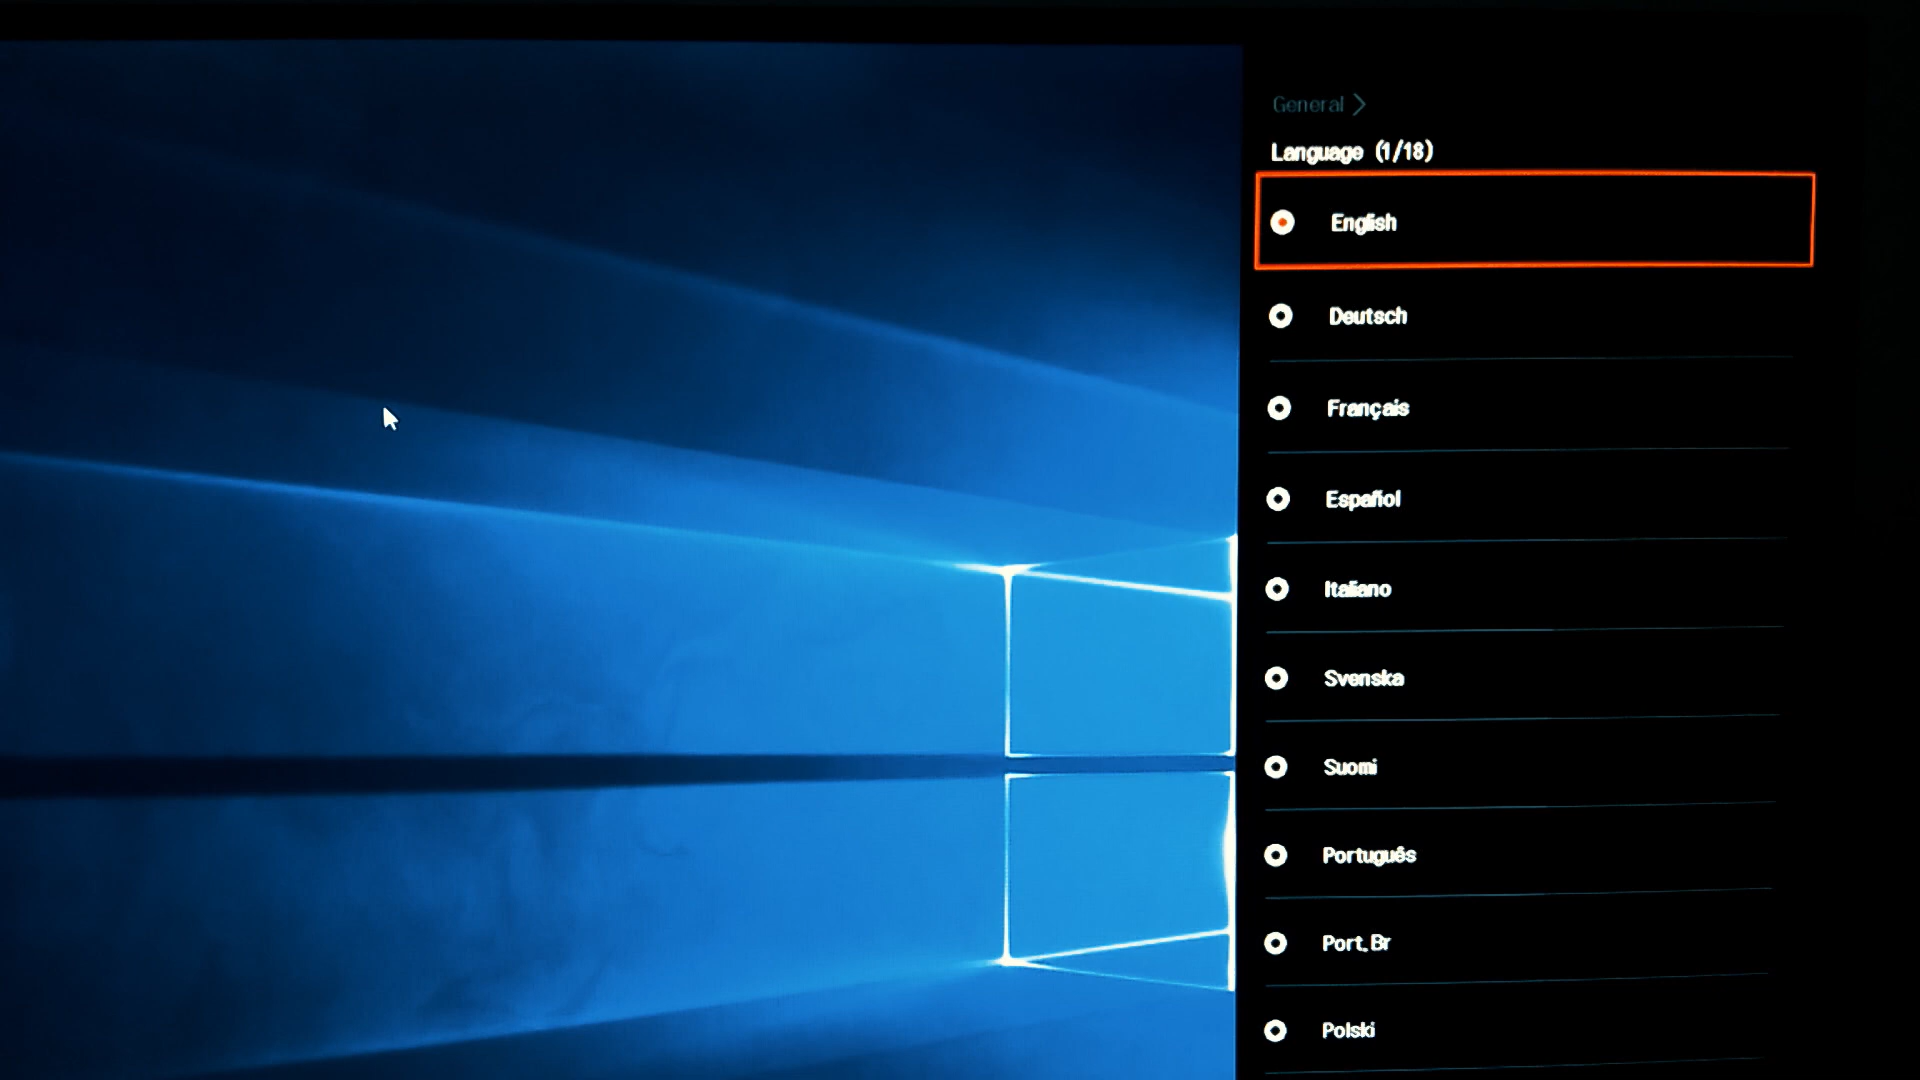 General >
Language (1/18)
English
Deutsch
Français
Español
Italiano
Svenska
Suomi
Português
Port.Br
Polski